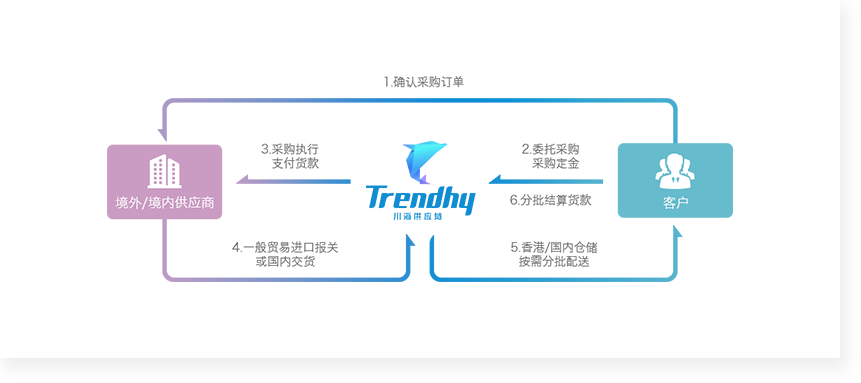 1.确认采购订单
3.采购执行
支付货款
2.委托采购
采购定金
境外/境内供应商
Trendhy
川海供应链
6.分批结算货款
客户
4.一般贸易进口报关
或国内交货
5.香港/国内仓储
按需分批配送